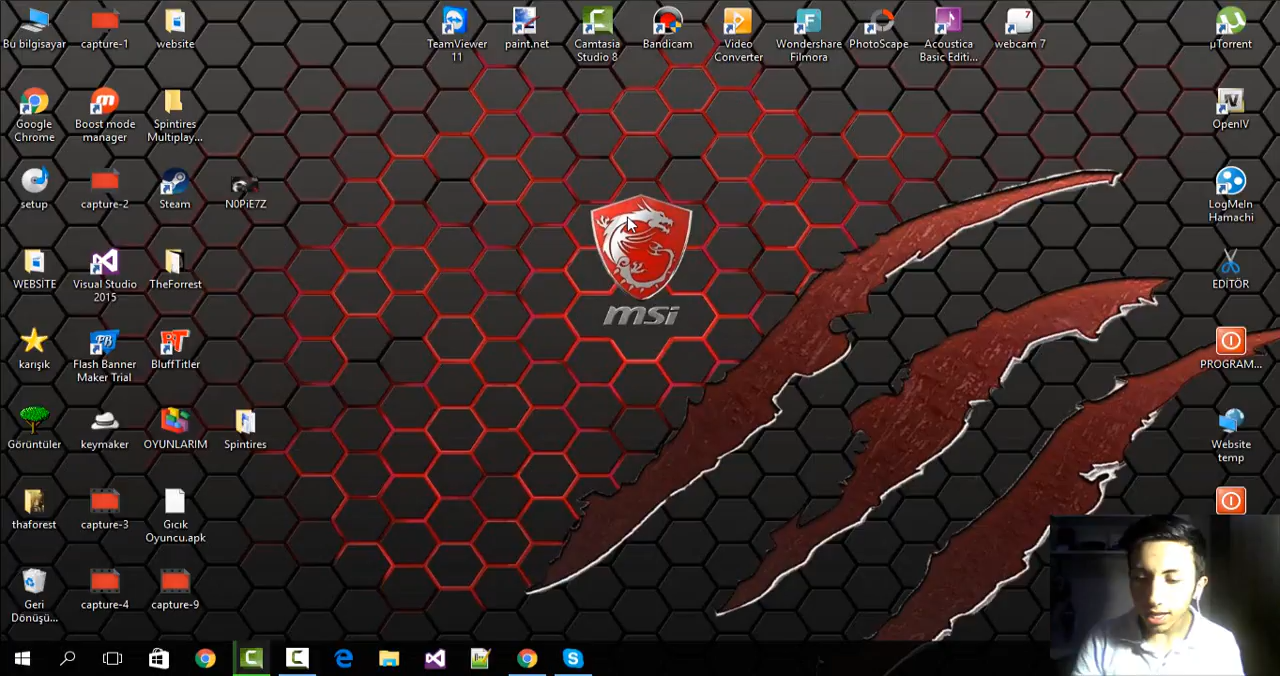 Bu bilgisayar
capture-1
website
TeamViewer
11
paint.net
Camtasia
Studio 8
Bandicam
Video
Converter
Wondershare
Filmora
PhotoScape
Acoustica
Basic Editi...
7
webcam 7
µTorrent
Google
Chrome
Boost mode
manager
Spintires
Multiplay...
OpenIV
setup
capture-2
Steam
N0PiE7Z
LogMeIn
Hamachi
WEBSİTE
Visual Studio
2015
TheForrest
EDİTÖR
msi
karışık
Flash Banner
Maker Trial
BluffTitler
PROGRAM...
Görüntüler
keymaker
OYUNLARIM
Spintires
Website
temp
thaforest
capture-3
Gıcık
Oyuncu.apk
Geri
Dönüşü...
capture-4
capture-9